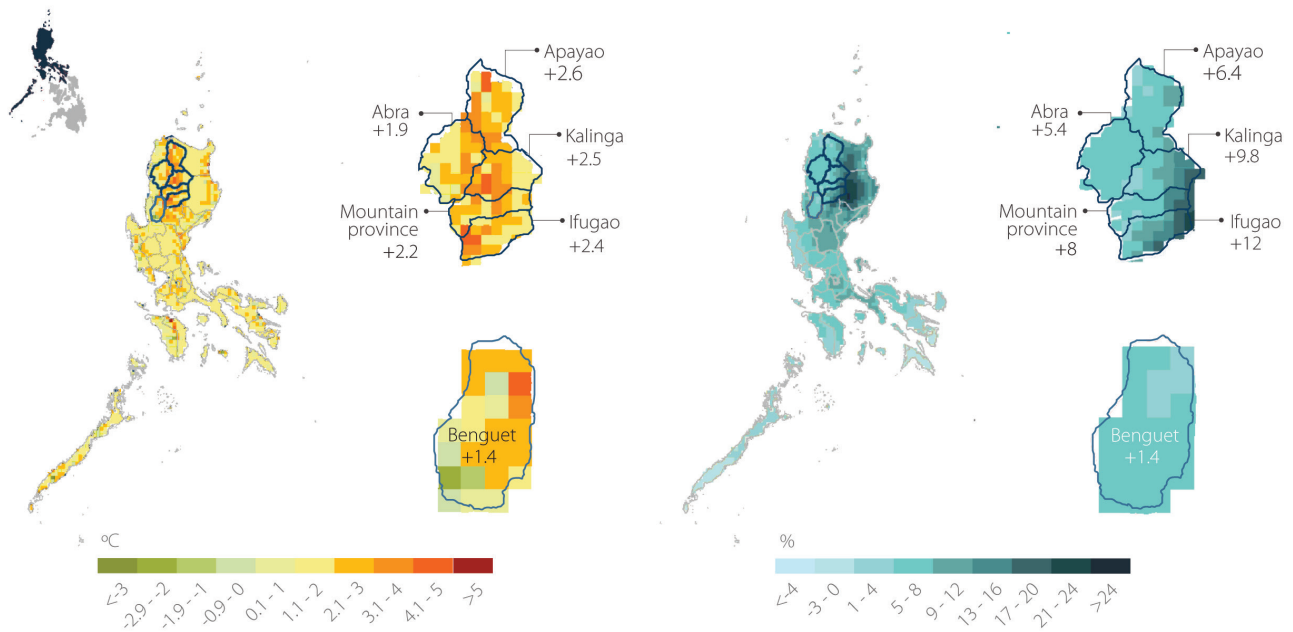 Apayao
+2.6
Abra
+1.9
Kalinga
+2.5
Mountain
province
+2.2
Ifugao
+2.4
Benguet
+1.4
°C
<-3
-2.9 - -2
-1.9 - -1
-0.9 - 0
0.1 - 1
1.1 - 2
2.1 - 3
3.1 - 4
4.1 - 5
>5
Apayao
+6.4
Abra
+5.4
Kalinga
+9.8
Mountain
province
+8
Ifugao
+12
Benguet
+1.4
%
<-4
-3 - 0
1 - 4
5 - 8
9 - 12
13 - 16
17 - 20
21 - 24
>24